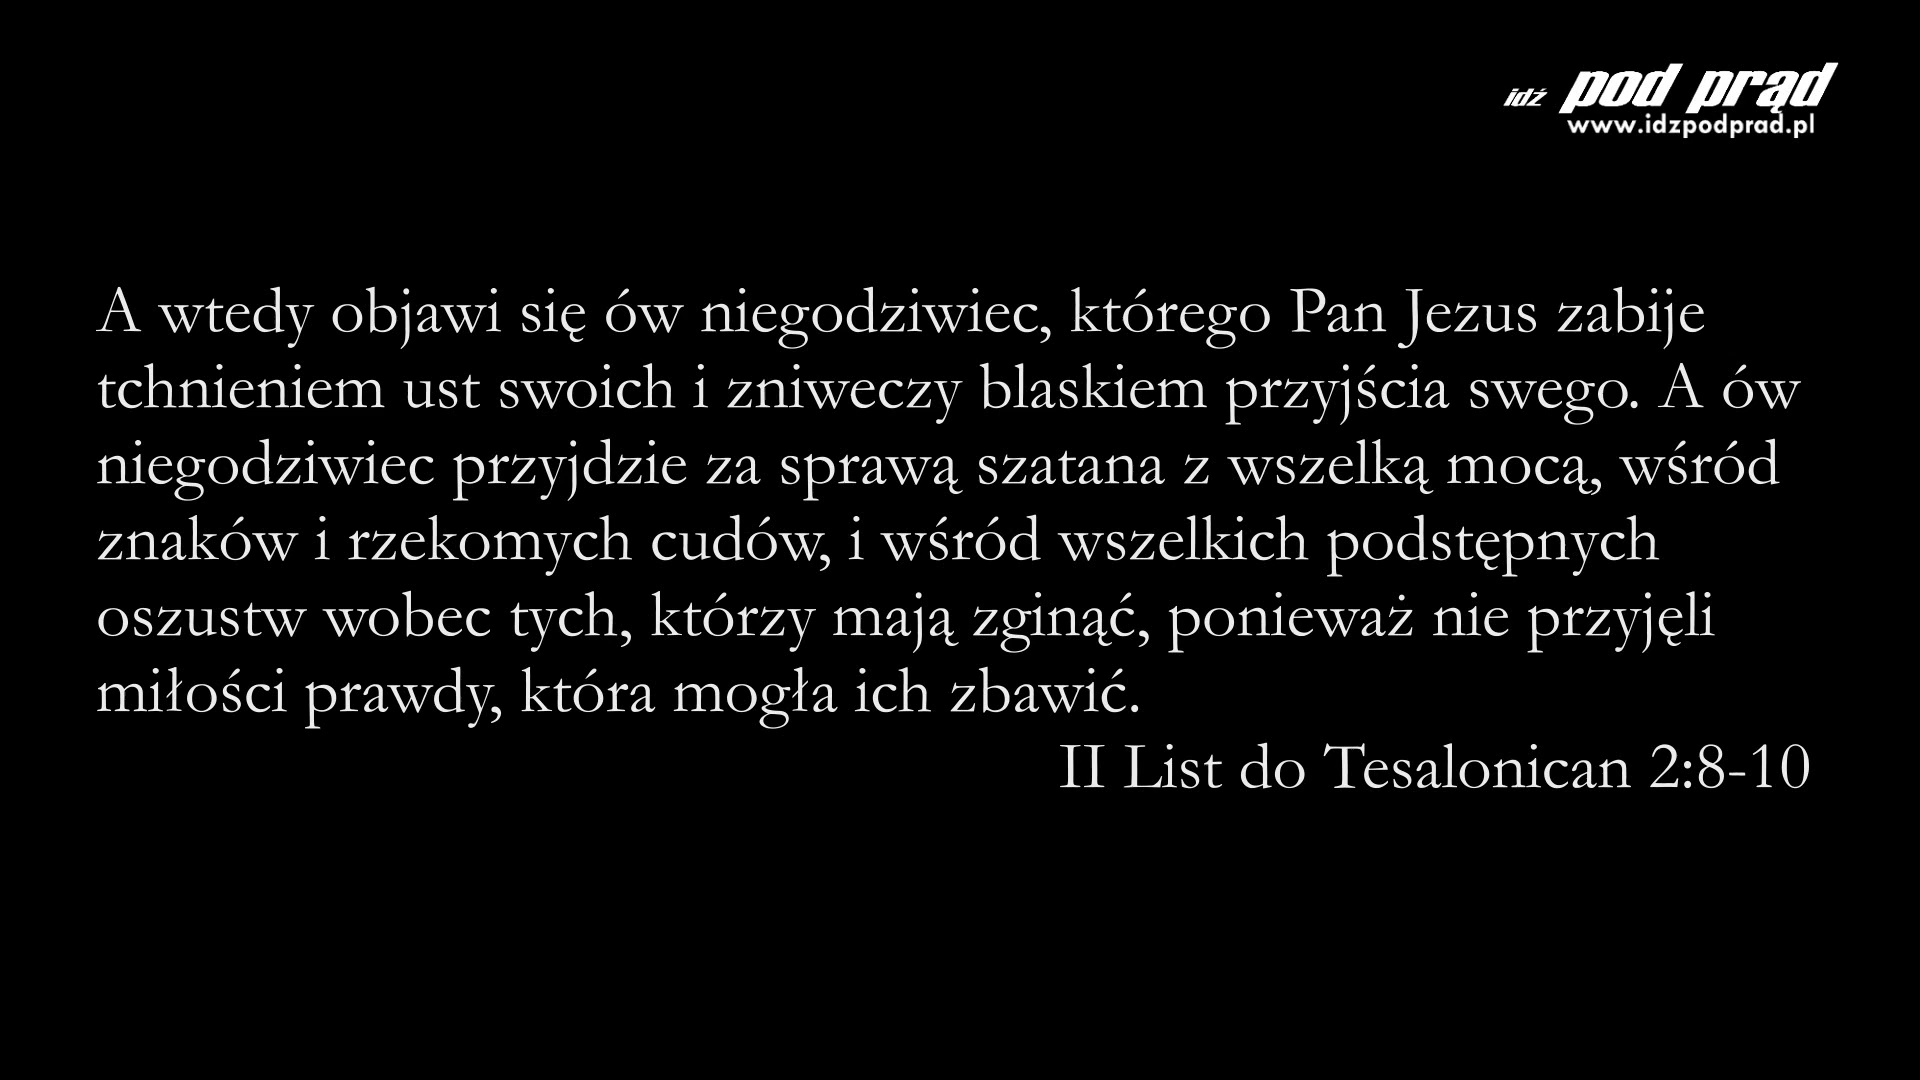 idź pod prąd
www.idzpodprad.pl
A wtedy objawi się ów niegodziwiec, którego Pan Jezus zabije
tchnieniem ust swoich i zniweczy blaskiem przyjścia swego. A ów
niegodziwiec przyjdzie za sprawą szatana z wszelką mocą, wśród
znaków i rzekomych cudów, i wśród wszelkich podstępnych
oszustw wobec tych, którzy mają zginąć, ponieważ nie przyjęli
miłości prawdy, która mogła ich zbawić.
II List do Tesalonican 2:8-10